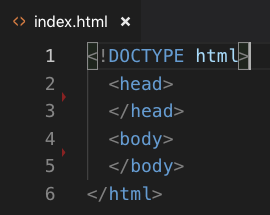 <> index.html ×
1 <!DOCTYPE html>
2   <head>
3   </head>
4   <body>
5   </body>
6 </html>